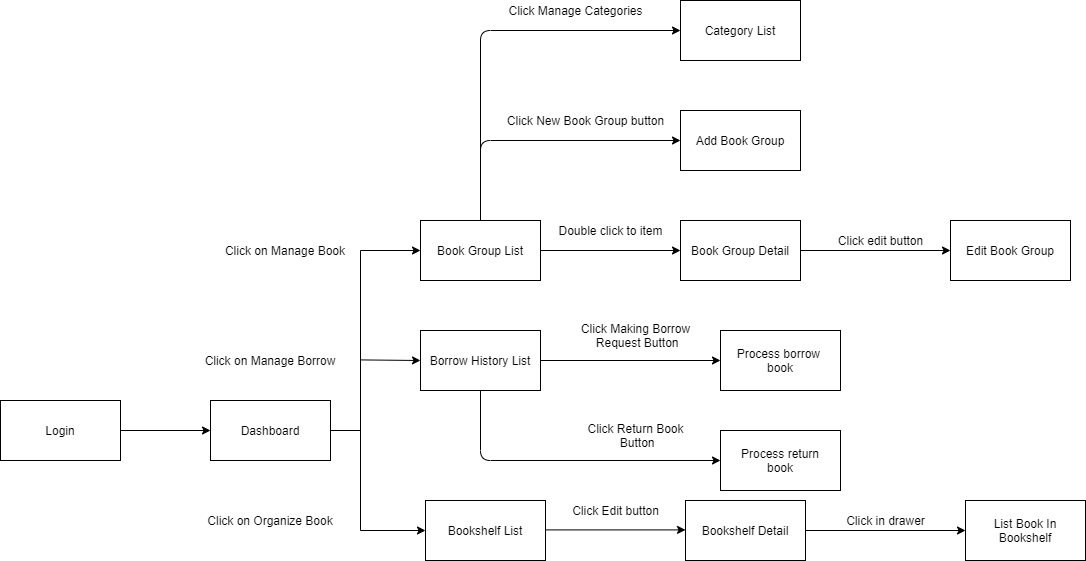 Click Manage Categories
Category List
Click New Book Group button
Add Book Group
Click on Manage Book
Book Group List
Double click to item
Book Group Detail
Click edit button
Edit Book Group
Click on Manage Borrow
Borrow History List
Click Making Borrow
Request Button
Process borrow
book
Login
Dashboard
Click Return Book
Button
Process return
book
Click on Organize Book
Bookshelf List
Click Edit button
Bookshelf Detail
Click in drawer
List Book In
Bookshelf